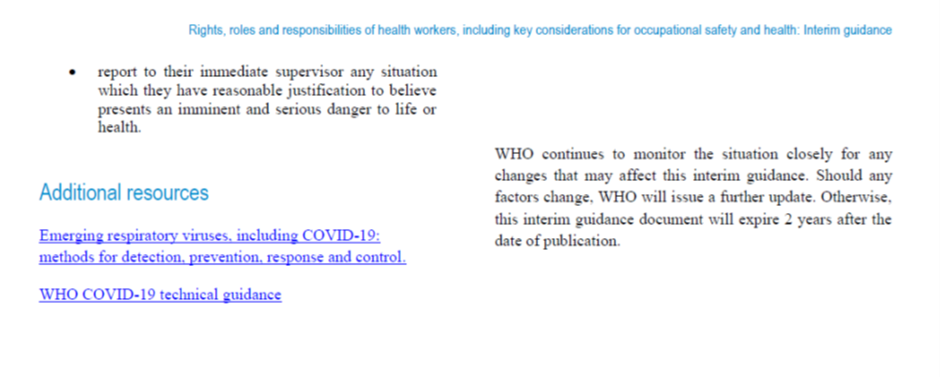 Rights, roles and responsibilities of health workers, including key considerations for occupational safety and health: Interim guidance
• report to their immediate supervisor any situation
which they have reasonable justification to believe
presents an imminent and serious danger to life or
health.
Additional resources
Emerging respiratory viruses, including COVID-19:
methods for detection, prevention, response and control.
WHO COVID-19 technical guidance
WHO continues to monitor the situation closely for any
changes that may affect this interim guidance. Should any
factors change, WHO will issue a further update. Otherwise,
this interim guidance document will expire 2 years after the
date of publication.